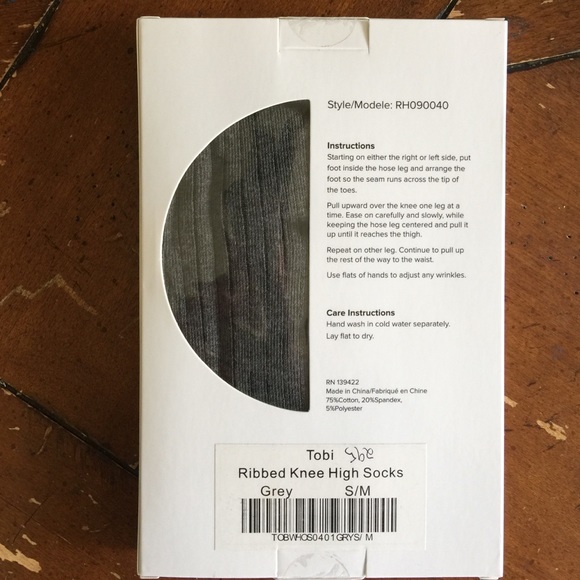 Style/Modele: RH090040
Instructions
Starting on either the right or left side, put
foot inside the hose leg and arrange the
foot so the seam runs across the tip of
the toes.
Pull upward over the knee one leg at a
time. Ease on carefully and slowly, while
keeping the hose leg centered and pull it
up until it reaches the thigh.
Repeat on other leg. Continue to pull up
the rest of the way to the waist.
Use flats of hands to adjust any wrinkles.
Care Instructions
Hand wash in cold water separately.
Lay flat to dry.
RN 139422
Made in China/Fabriqué en Chine
75%Cotton, 20%Spandex,
5%Polyester
Tobi
Ribbed Knee High Socks
Grey S/M
TOBWHOS0401GRYS/ M